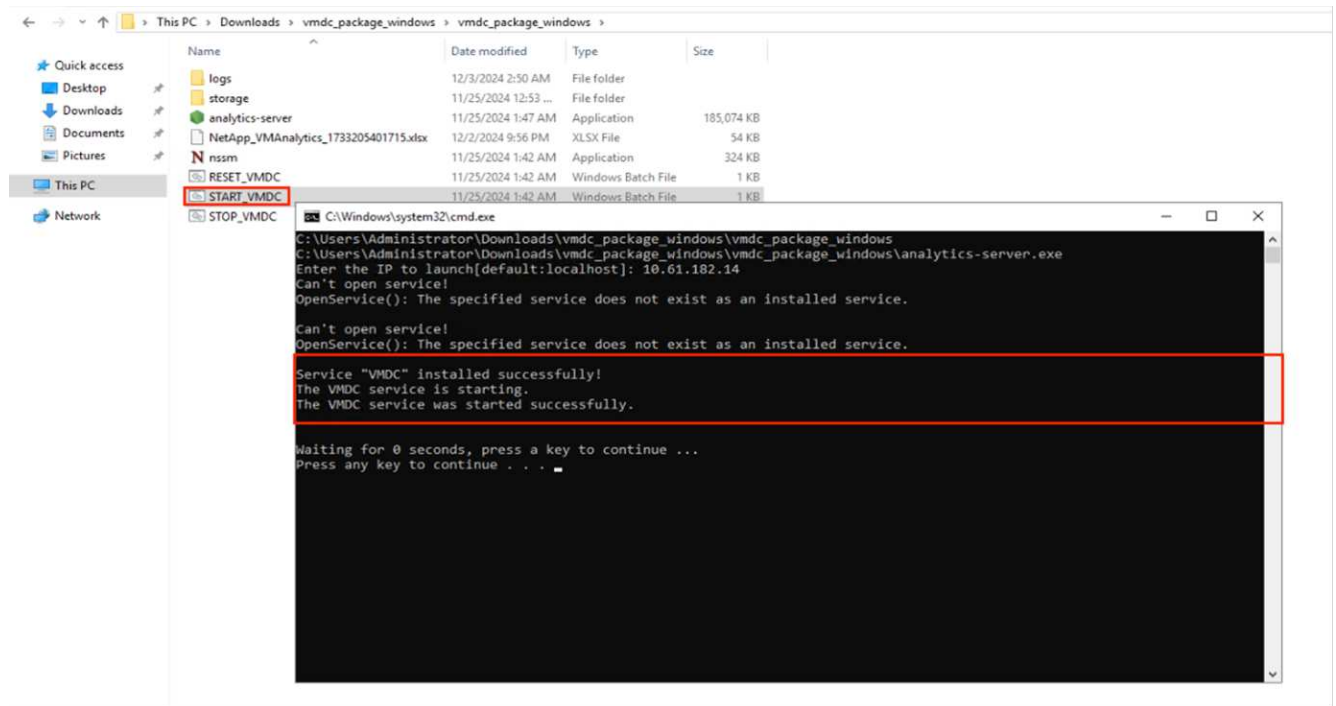 This PC > Downloads > vmdc_package_windows > vmdc_package_windows >
Name Date modified Type Size
Quick access
Desktop
Downloads
Documents
Pictures
This PC
Network
logs 12/3/2024 2:50 AM File folder
storage 11/25/2024 12:53 ... File folder
analytics-server 11/25/2024 1:47 AM Application 185,074 KB
NetApp_VMAnalytics_1733205401715.xlsx 12/2/2024 9:56 PM XLSX File 54 KB
nssm 11/25/2024 1:42 AM Application 324 KB
RESET_VMDC 11/25/2024 1:42 AM Windows Batch File 1 KB
START_VMDC 11/25/2024 1:42 AM Windows Batch File 1 KB
STOP_VMDC
C:\Windows\system32\cmd.exe
C:\Users\Administrator\Downloads\vmdc_package_windows\vmdc_package_windows
C:\Users\Administrator\Downloads\vmdc_package_windows\vmdc_package_windows\analytics-server.exe
Enter the IP to launch[default:localhost]: 10.61.182.14
Can't open service!
OpenService(): The specified service does not exist as an installed service.
Can't open service!
OpenService(): The specified service does not exist as an installed service.
Service "VMDC" installed successfully!
The VMDC service is starting.
The VMDC service was started successfully.
Waiting for 0 seconds, press a key to continue ...
Press any key to continue . . .